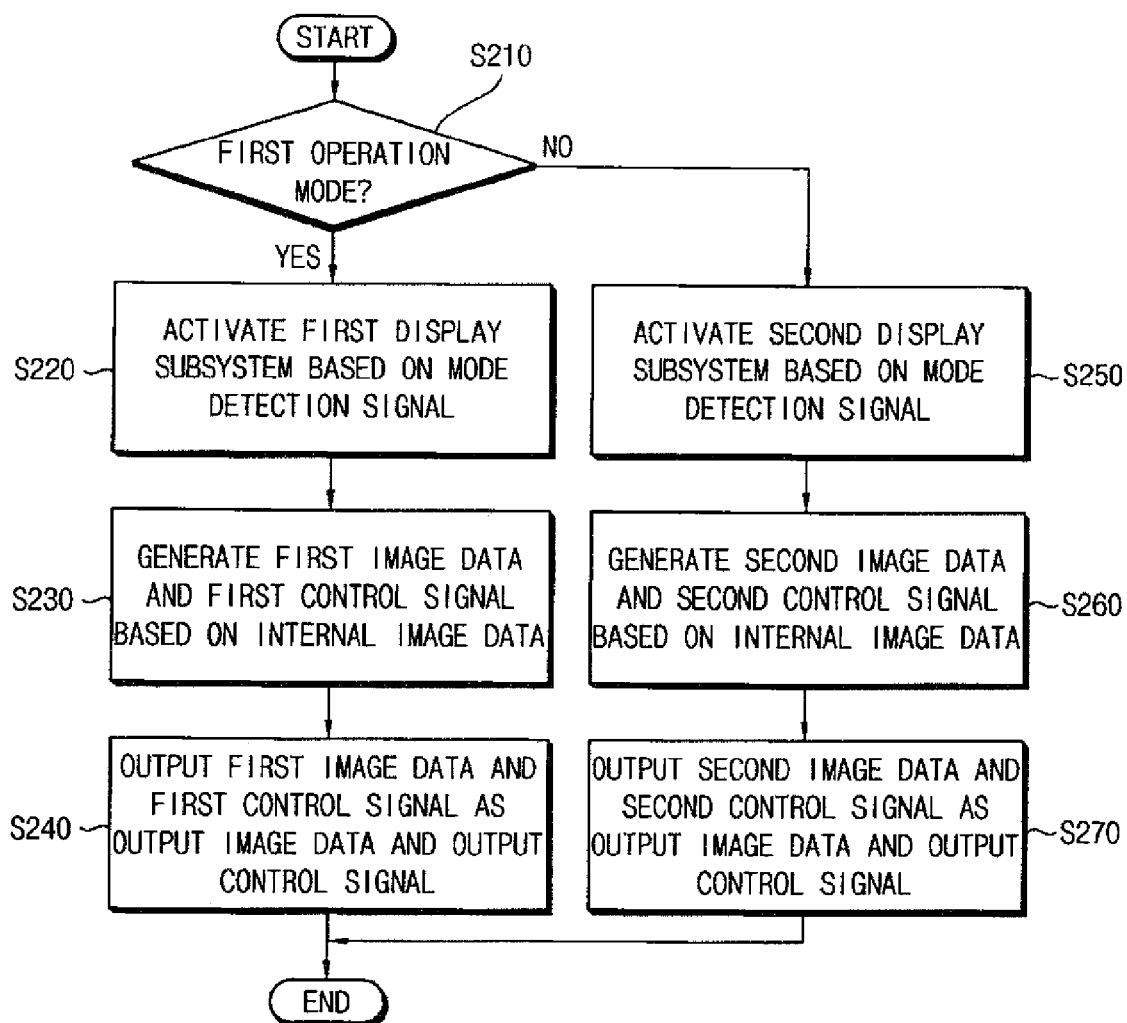 START
S210
FIRST OPERATION
MODE?
NO
YES
S220
ACTIVATE FIRST DISPLAY
SUBSYSTEM BASED ON MODE
DETECTION SIGNAL
ACTIVATE SECOND DISPLAY
SUBSYSTEM BASED ON MODE
DETECTION SIGNAL
S250
S230
GENERATE FIRST IMAGE DATA
AND FIRST CONTROL SIGNAL
BASED ON INTERNAL IMAGE DATA
GENERATE SECOND IMAGE DATA
AND SECOND CONTROL SIGNAL
BASED ON INTERNAL IMAGE DATA
S260
S240
OUTPUT FIRST IMAGE DATA AND
FIRST CONTROL SIGNAL AS
OUTPUT IMAGE DATA AND OUTPUT
CONTROL SIGNAL
OUTPUT SECOND IMAGE DATA AND
SECOND CONTROL SIGNAL AS
OUTPUT IMAGE DATA AND OUTPUT
CONTROL SIGNAL
S270
END